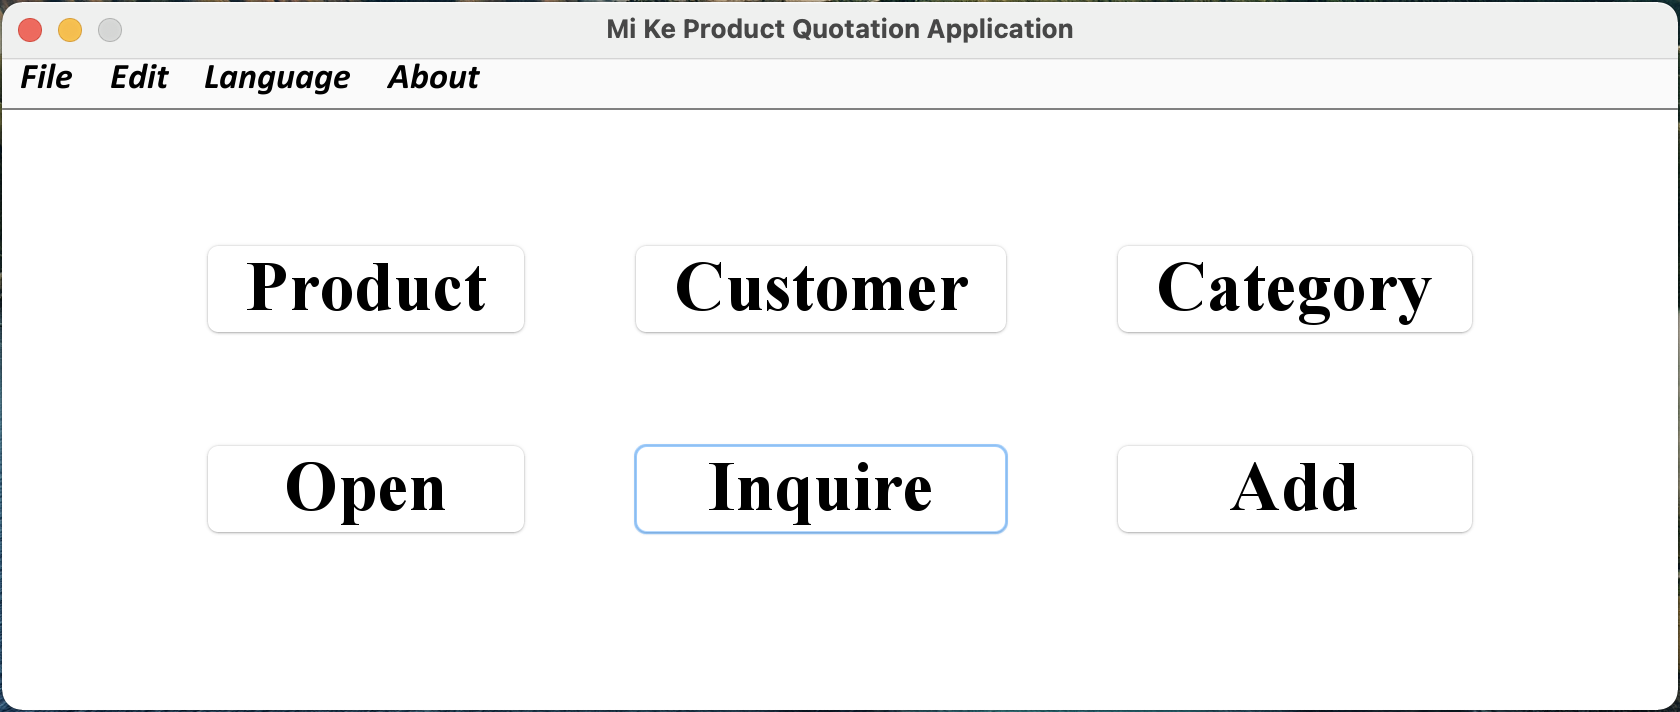 Mi Ke Product Quotation Application
File Edit Language About
Product Customer Category
Open Inquire Add